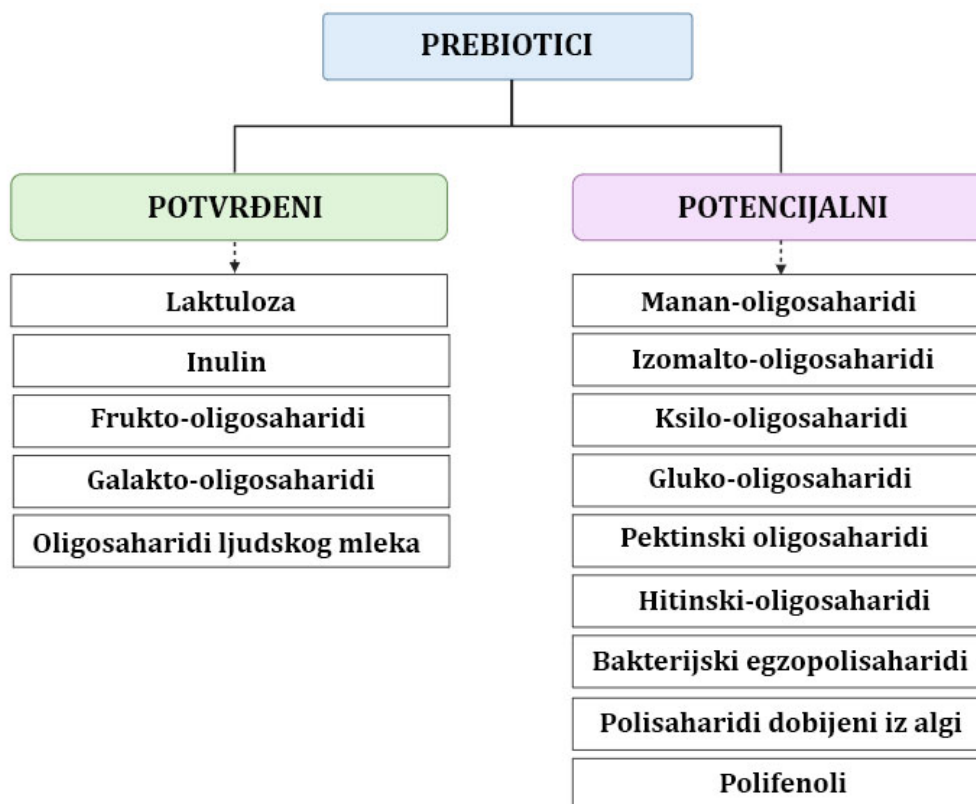 PREBIOTICI
POTVRĐENI
Laktuloza
Inulin
Frukto-oligosaharidi
Galakto-oligosaharidi
Oligosaharidi ljudskog mleka
POTENCIJALNI
Manan-oligosaharidi
Izomalto-oligosaharidi
Ksilo-oligosaharidi
Gluko-oligosaharidi
Pektinski oligosaharidi
Hitinski-oligosaharidi
Bakterijski egzopolisaharidi
Polisaharidi dobijeni iz algi
Polifenoli